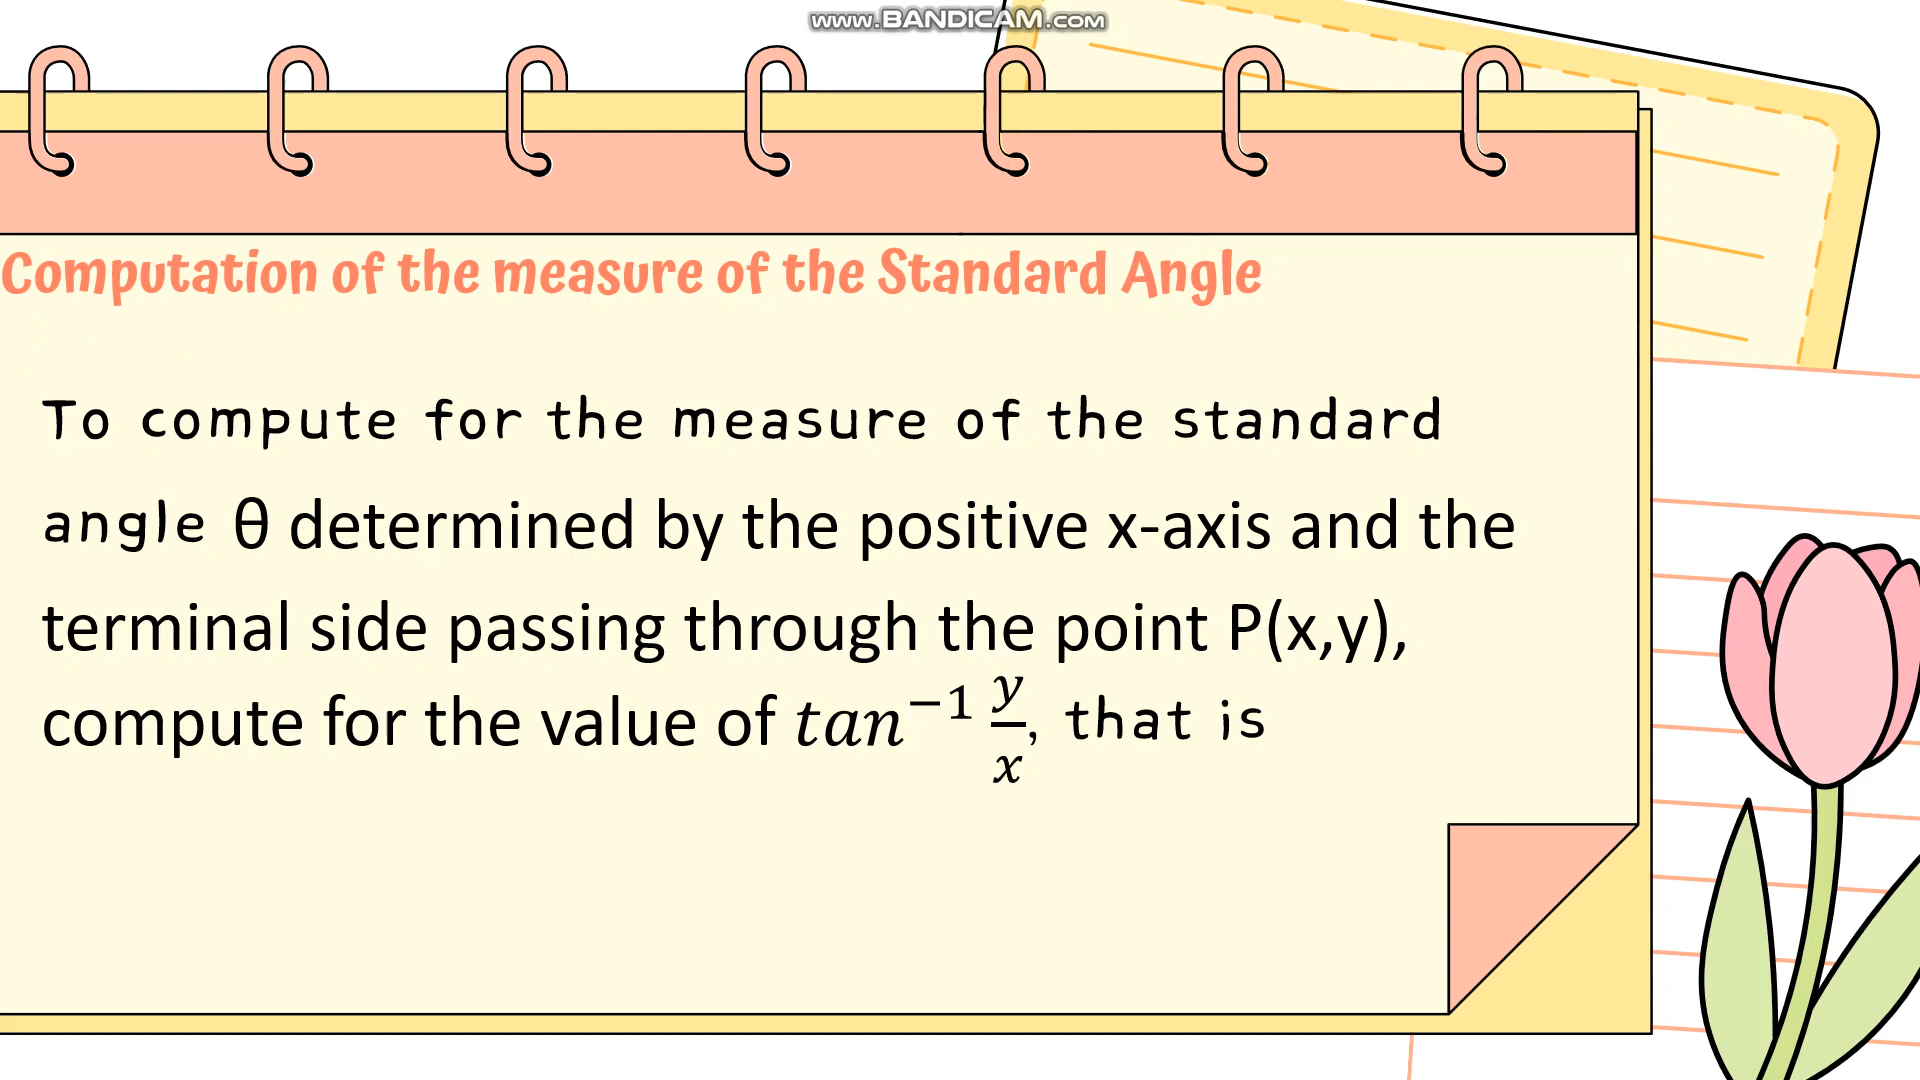 www.BANDICAM.com
Computation of the measure of the Standard Angle
To compute for the measure of the standard
angle θ determined by the positive x-axis and the
terminal side passing through the point P(x,y),
compute for the value of tan⁻¹ y/x, that is